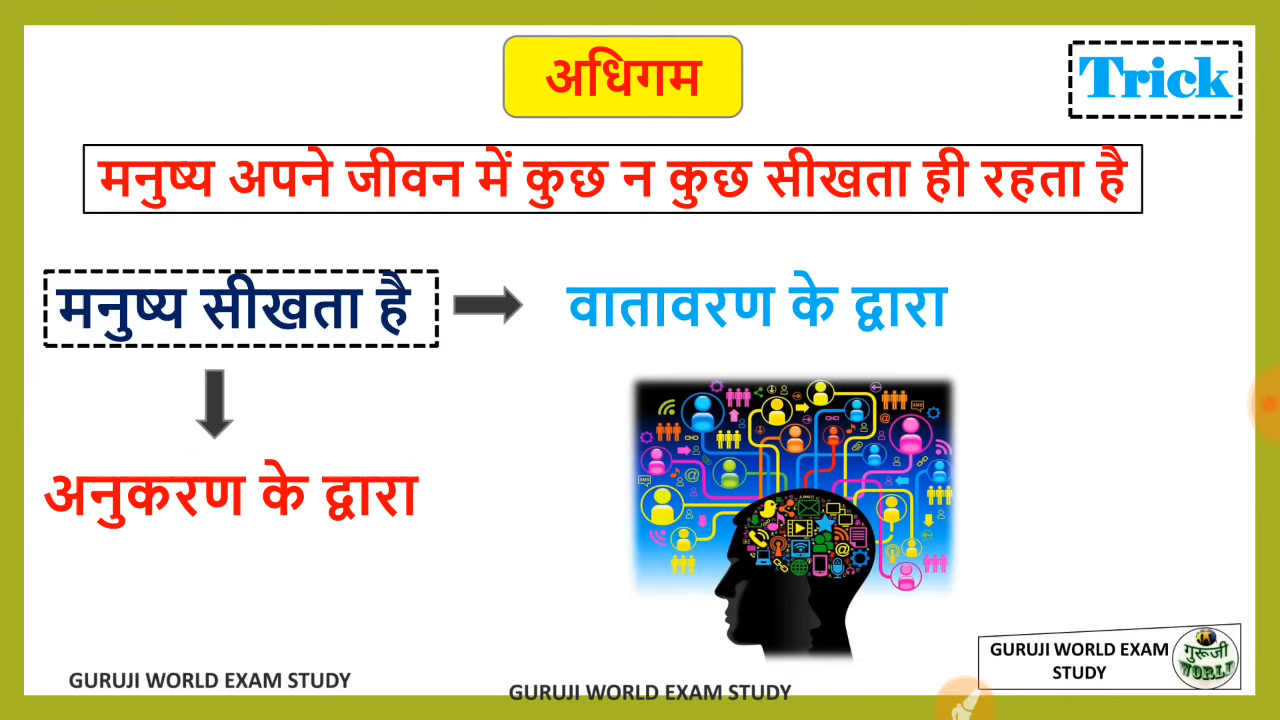 अधिगम
Trick
मनुष्य अपने जीवन में कुछ न कुछ सीखता ही रहता है
मनुष्य सीखता है
वातावरण के द्वारा
अनुकरण के द्वारा
GURUJI WORLD EXAM
STUDY
गुरूजी
WORLD
GURUJI WORLD EXAM STUDY
GURUJI WORLD EXAM STUDY